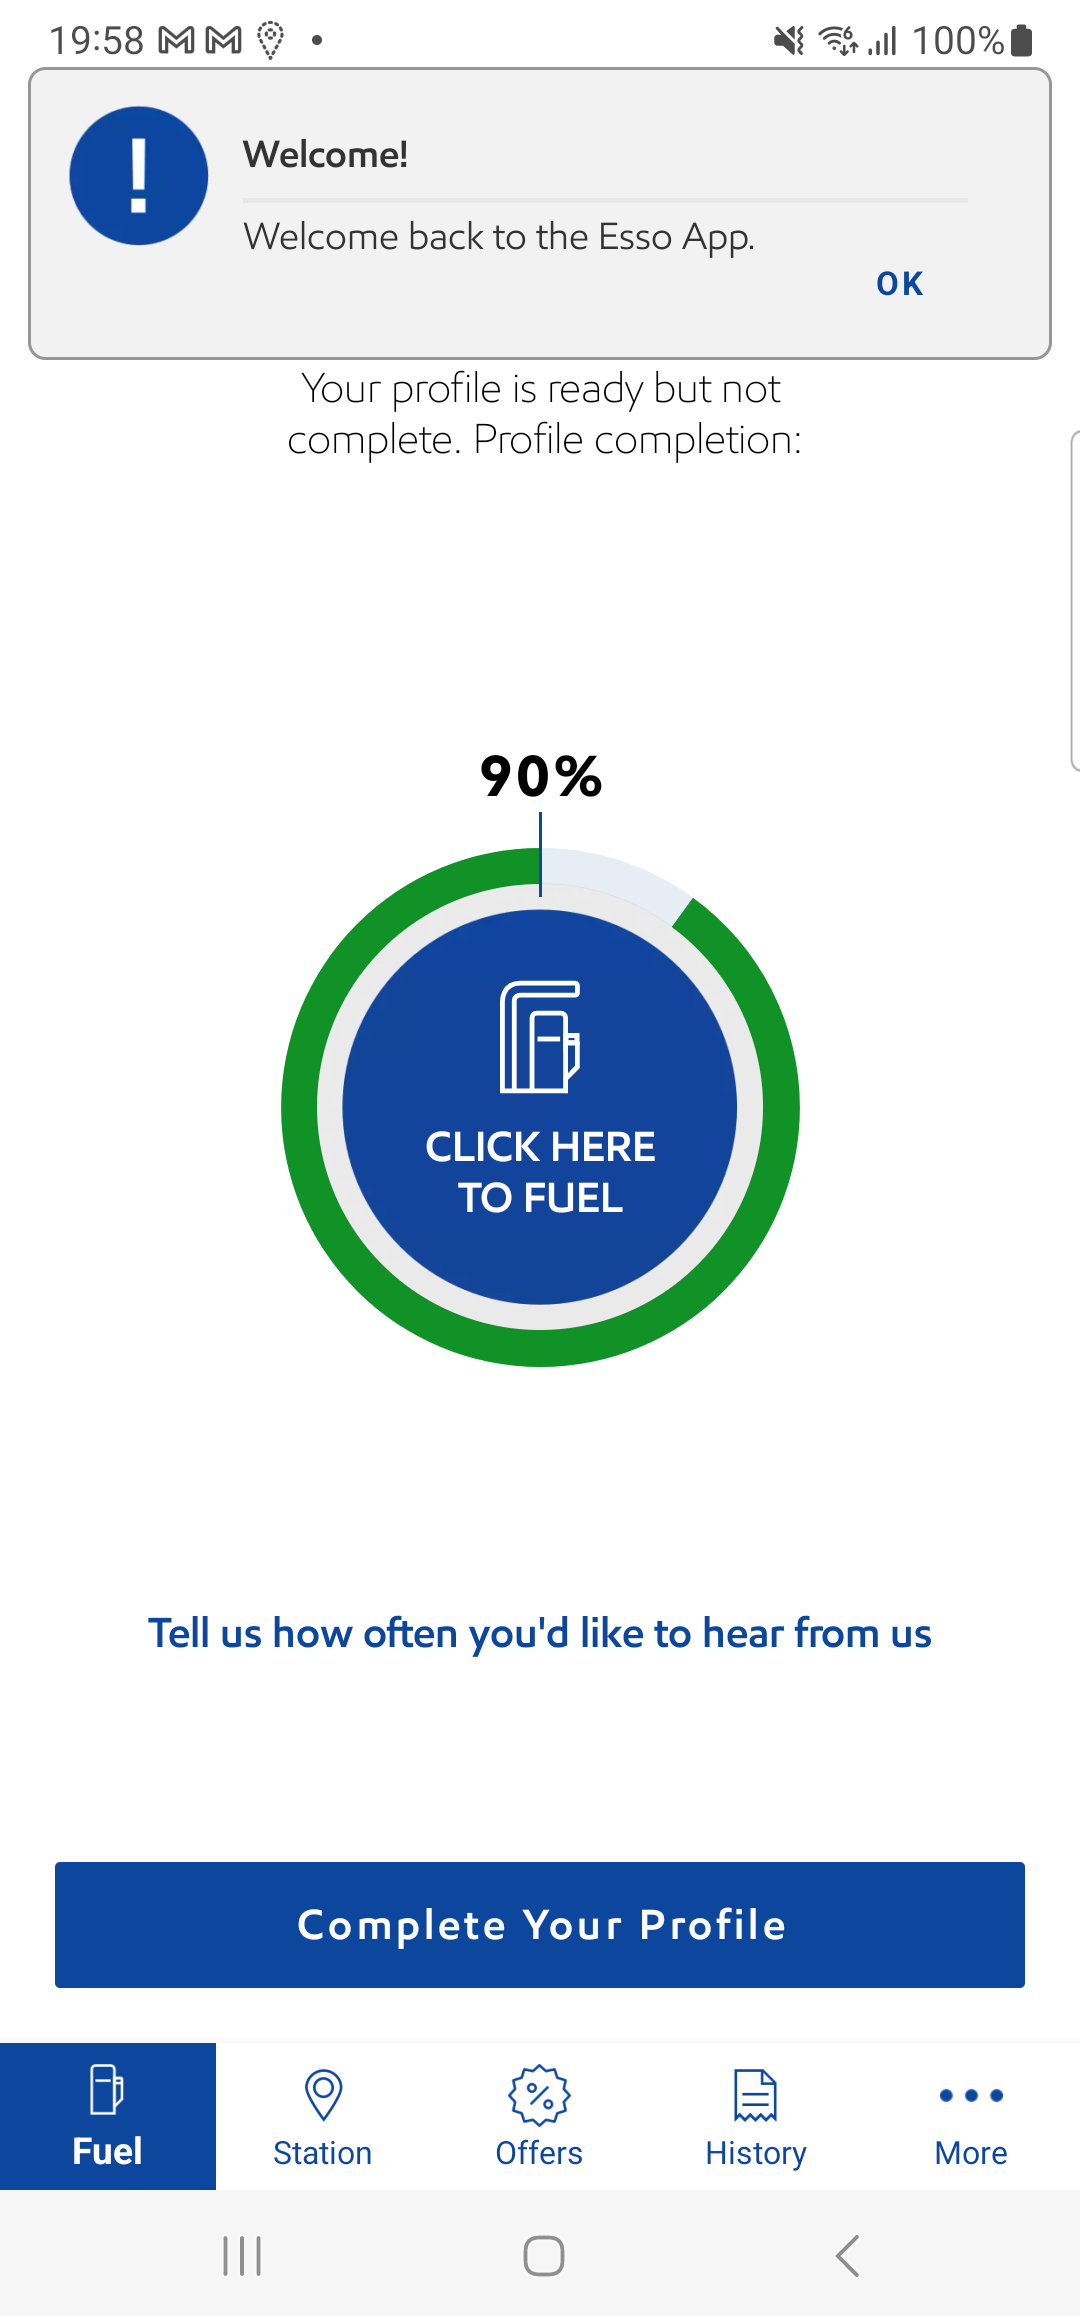 19:58
100%
Welcome!
Welcome back to the Esso App.
OK
Your profile is ready but not
complete. Profile completion:
90%
CLICK HERE
TO FUEL
Tell us how often you'd like to hear from us
Complete Your Profile
Fuel
Station
Offers
History
More